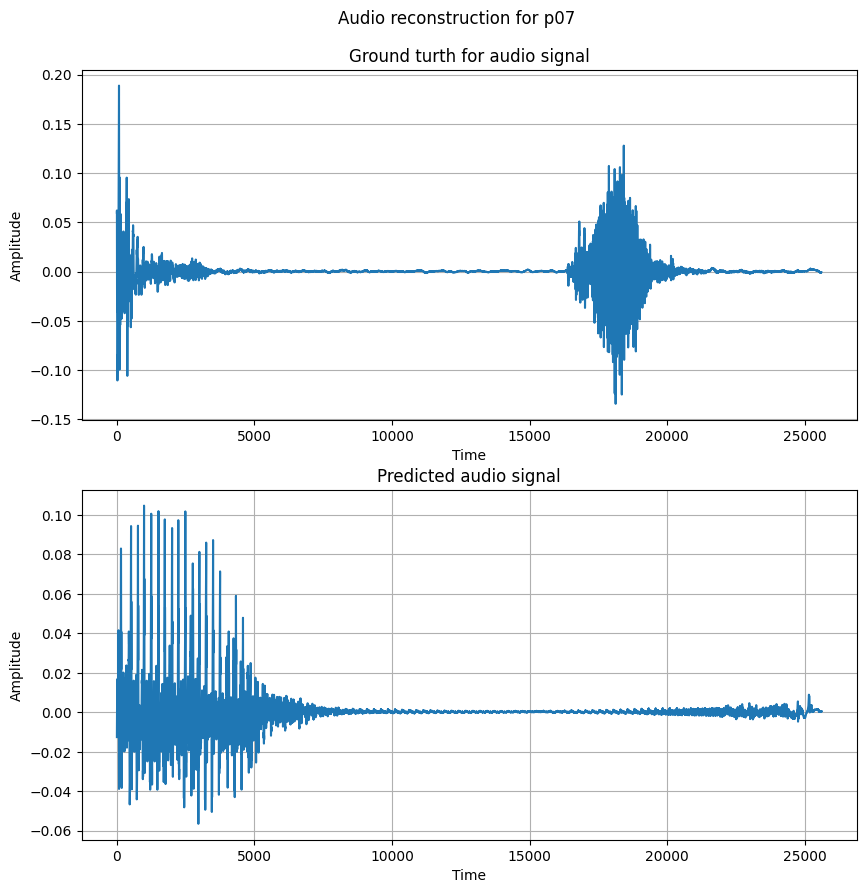 Audio reconstruction for p07
Ground turth for audio signal
0.20
0.15
0.10
0.05
0.00
−0.05
−0.10
−0.15
Amplitude
0 5000 10000 15000 20000 25000
Time
Predicted audio signal
0.10
0.08
0.06
0.04
0.02
0.00
−0.02
−0.04
−0.06
Amplitude
0 5000 10000 15000 20000 25000
Time